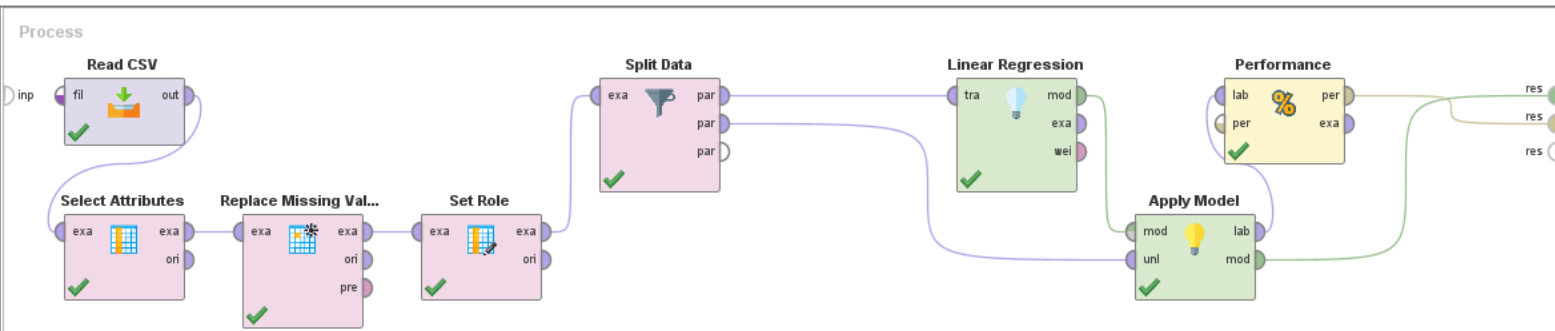 Process
Read CSV
inp
fil
out
Select Attributes
exa
exa
ori
Replace Missing Val...
exa
exa
ori
pre
Set Role
exa
exa
ori
Split Data
exa
par
par
par
Linear Regression
tra
mod
exa
wei
Apply Model
mod
lab
unl
mod
Performance
lab
per
per
exa
res
res
res